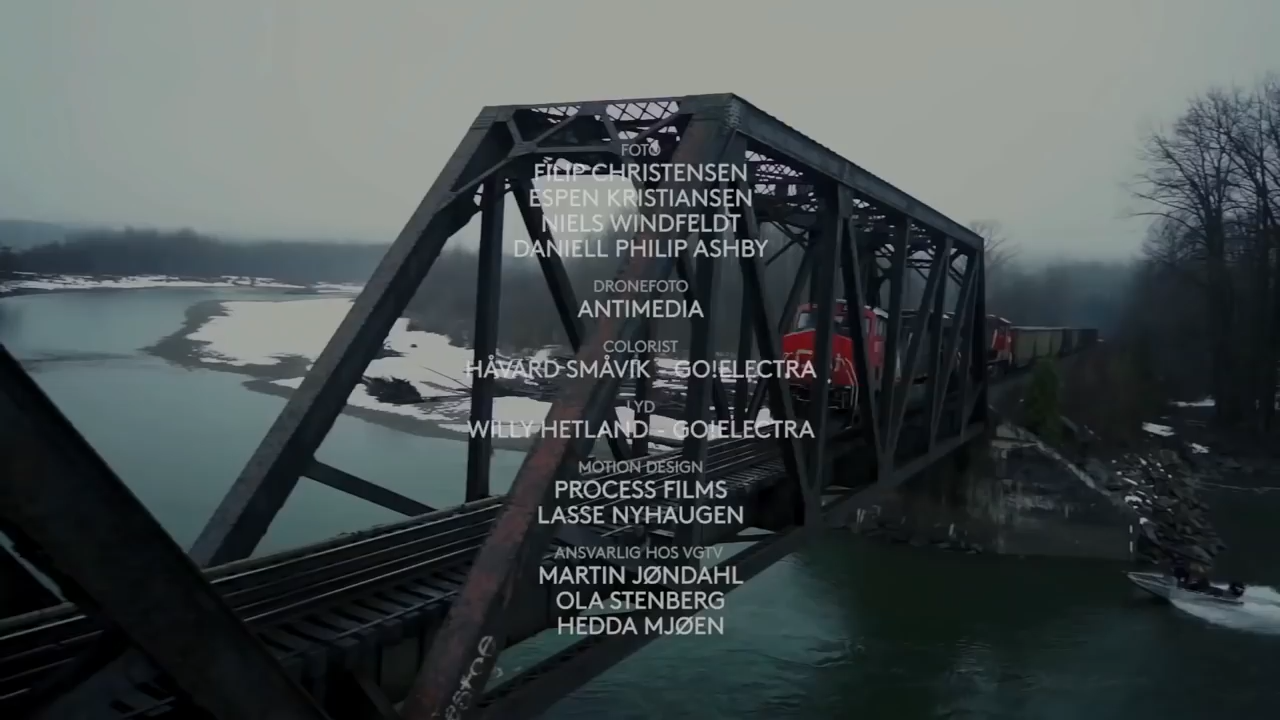 FOTO
FILIP CHRISTENSEN
ESPEN KRISTIANSEN
NIELS WINDFELDT
DANIELL PHILIP ASHBY
DRONEFOTO
ANTIMEDIA
COLORIST
HÅVARD SMÅVIK - GO!ELECTRA
LYD
WILLY HETLAND - GO!ELECTRA
MOTION DESIGN
PROCESS FILMS
LASSE NYHAUGEN
ANSVARLIG HOS VGTV
MARTIN JØNDAHL
OLA STENBERG
HEDDA MJØEN